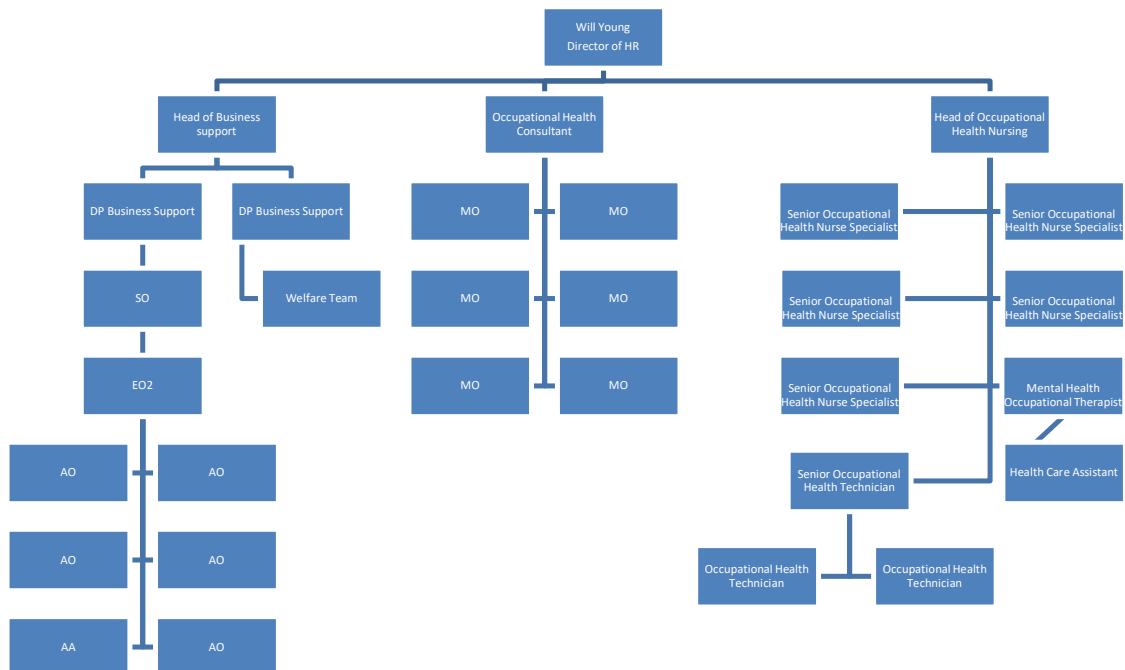 Will Young
Director of HR
Head of Business
support
Occupational Health
Consultant
Head of Occupational
Health Nursing
DP Business Support
DP Business Support
MO
MO
Senior Occupational
Health Nurse Specialist
Senior Occupational
Health Nurse Specialist
SO
Welfare Team
MO
MO
Senior Occupational
Health Nurse Specialist
Senior Occupational
Health Nurse Specialist
EO2
MO
MO
Senior Occupational
Health Nurse Specialist
Mental Health
Occupational Therapist
AO
AO
Senior Occupational
Health Technician
Health Care Assistant
AO
AO
Occupational Health
Technician
Occupational Health
Technician
AA
AO